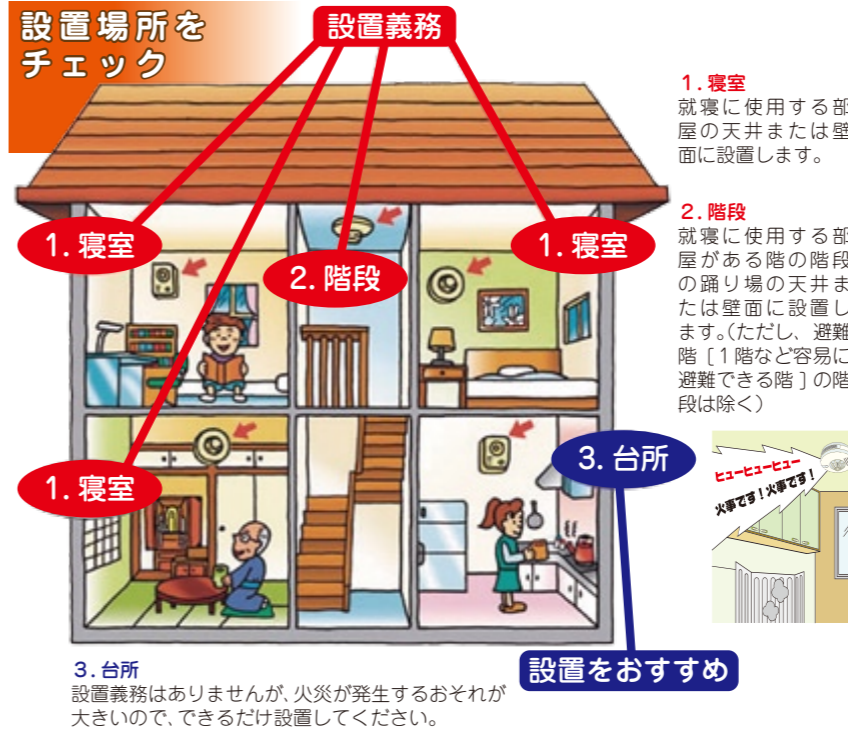 設置場所を
チェック
設置義務
1. 寝室
2. 階段
1. 寝室
1. 寝室
3. 台所
設置をおすすめ
1. 寝室
就寝に使用する部
屋の天井または壁
面に設置します。
2. 階段
就寝に使用する部
屋がある階の階段
の踊り場の天井ま
たは壁面に設置し
ます。(ただし、避難
階［1階など容易に
避難できる階］の階
段は除く）
ヒューヒューヒュー
火事です！火事です！
3. 台所
設置義務はありませんが、火災が発生するおそれが
大きいので、できるだけ設置してください。